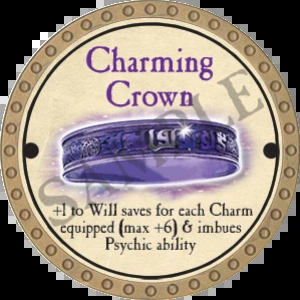 Charming
Crown
SAMPLE
+1 to Will saves for each Charm
equipped (max +6) & imbues
Psychic ability